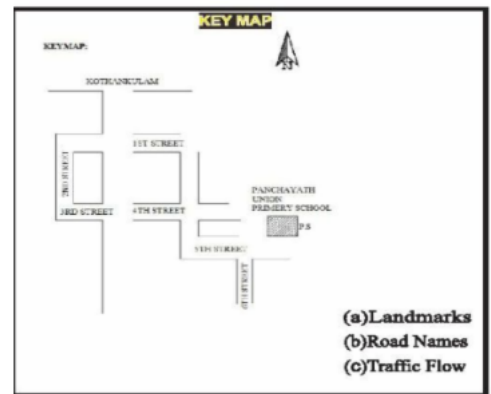 KEY MAP
KEYMAP:
KOTHANKULAM
1ST STREET
2ND STREET
3RD STREET
4TH STREET
PANCHAYATH
UNION
PRIMERY SCHOOL
P.S
5TH STREET
6TH STREET
(a)Landmarks
(b)Road Names
(c)Traffic Flow